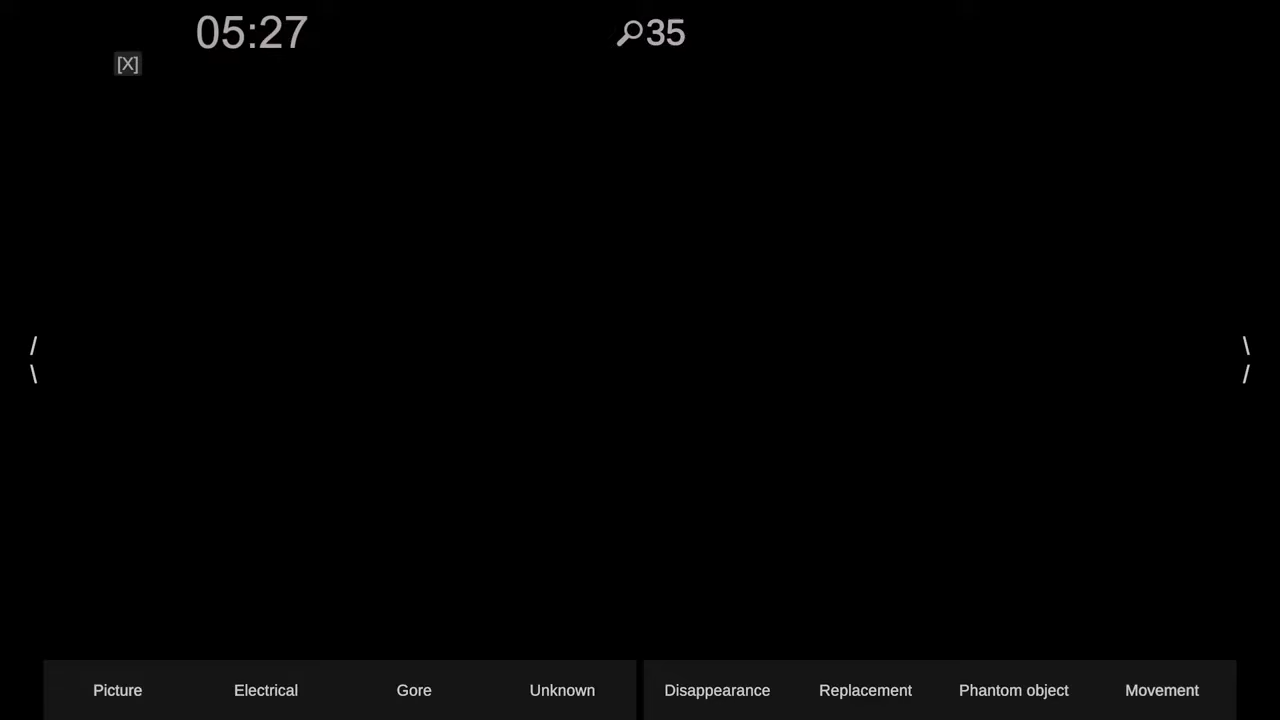 05:27
35
[X]
/ \
\ /
Picture Electrical Gore Unknown Disappearance Replacement Phantom object Movement